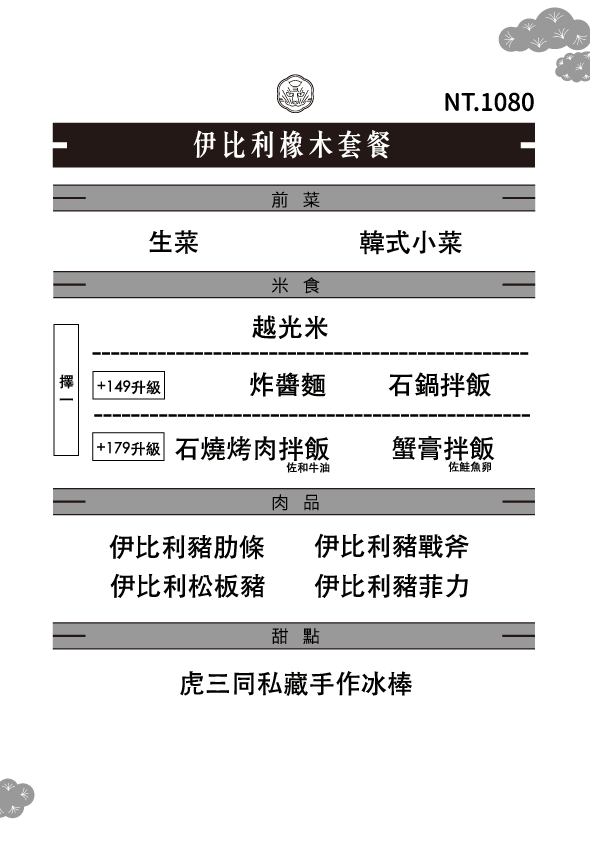 NT.1080
伊比利橡木套餐
前菜
生菜 韓式小菜
米食
越光米
擇一
+149升級 炸醬麵 石鍋拌飯
+179升級 石燒烤肉拌飯 蟹膏拌飯
佐和牛油 佐鮭魚卵
肉品
伊比利豬肋條 伊比利豬戰斧
伊比利松板豬 伊比利豬菲力
甜點
虎三同私藏手作冰棒